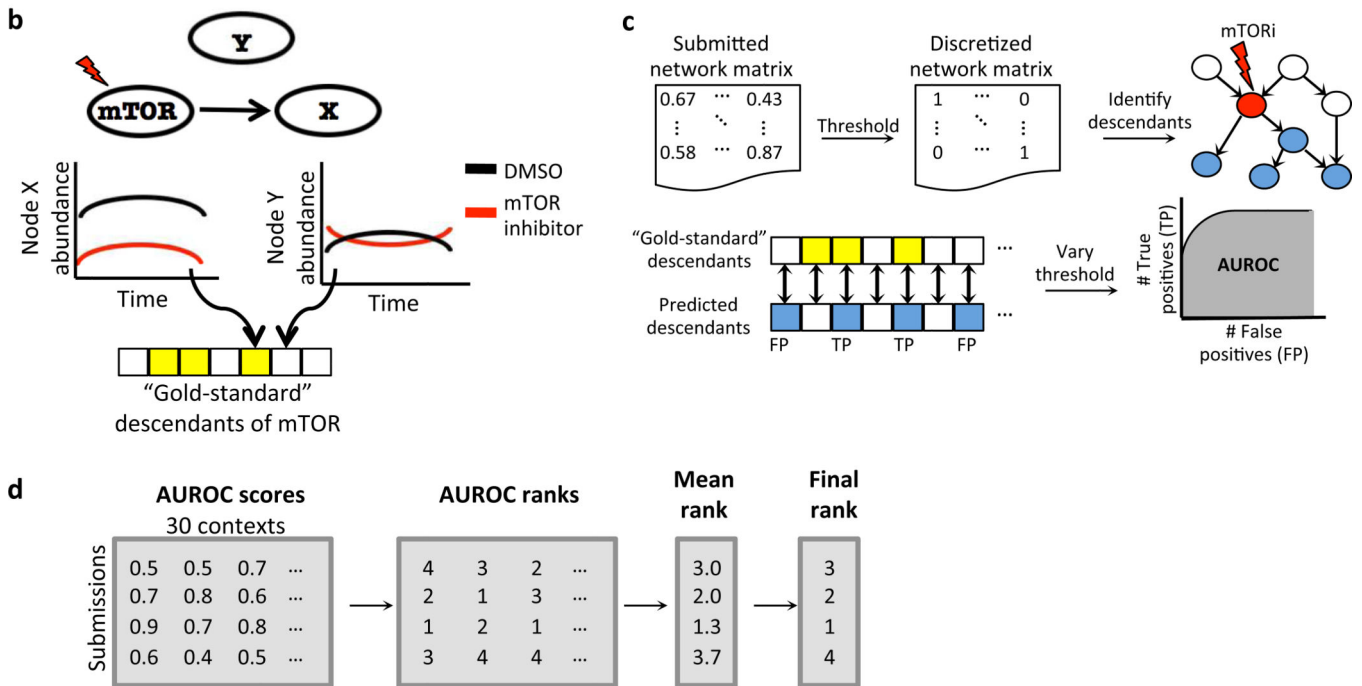 b
Y
mTOR
X
Node X
abundance
Time
Node Y
abundance
Time
DMSO
mTOR
inhibitor
“Gold-standard”
descendants of mTOR
c
Submitted
network matrix
0.67 ··· 0.43
⋮ ⋱ ⋮
0.58 ··· 0.87
Threshold
Discretized
network matrix
1 ··· 0
⋮ ⋱ ⋮
0 ··· 1
Identify
descendants
mTORi
“Gold-standard”
descendants
...
Predicted
descendants
...
FP TP TP FP
Vary
threshold
# True
positives (TP)
AUROC
# False
positives (FP)
d
AUROC scores
30 contexts
Submissions
0.5 0.5 0.7 ...
0.7 0.8 0.6 ...
0.9 0.7 0.8 ...
0.6 0.4 0.5 ...
AUROC ranks
4 3 2 ...
2 1 3 ...
1 2 1 ...
3 4 4 ...
Mean
rank
3.0
2.0
1.3
3.7
Final
rank
3
2
1
4